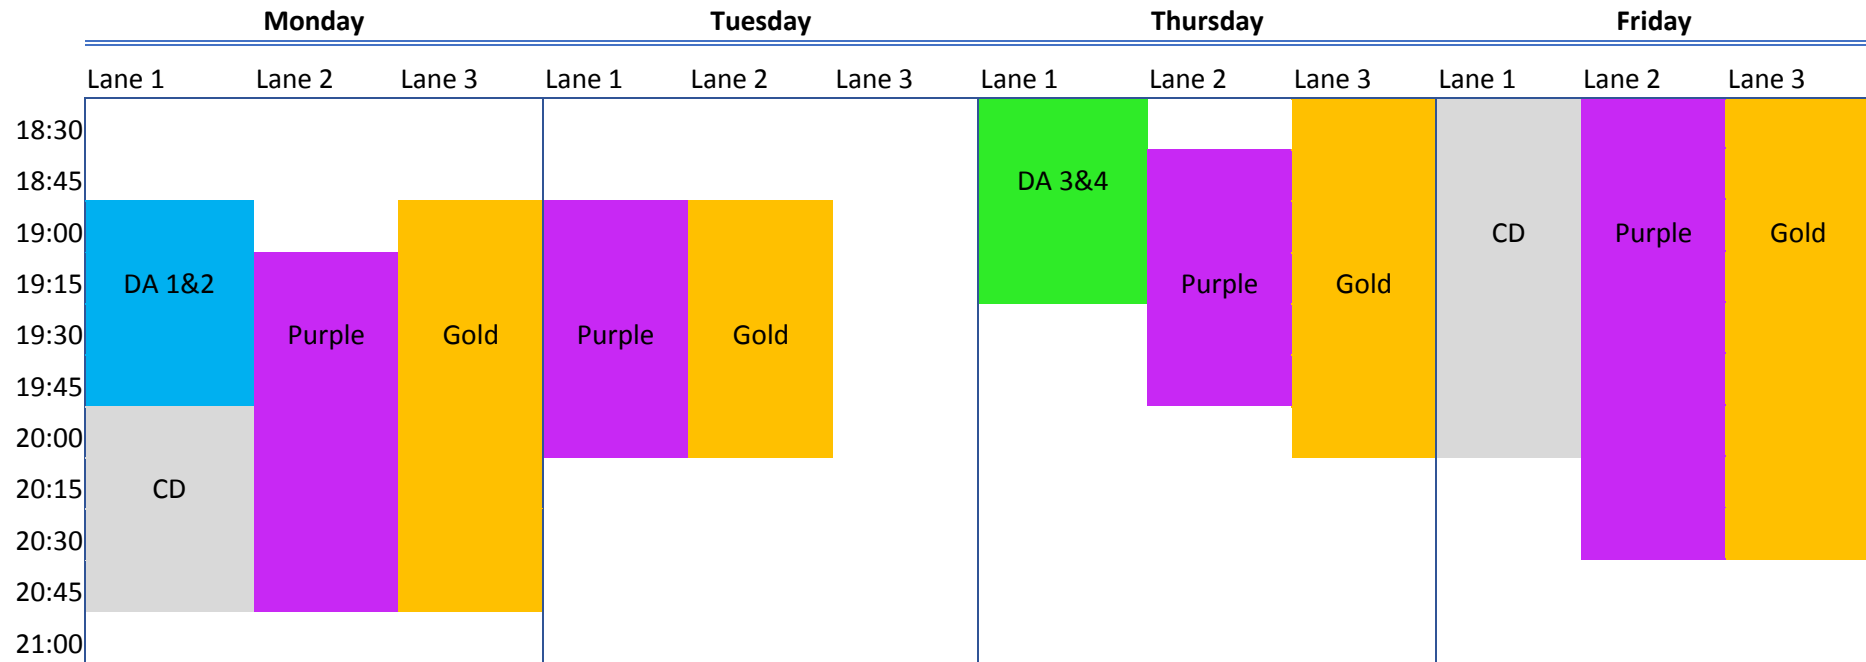 Monday Tuesday Thursday Friday
Lane 1 Lane 2 Lane 3 Lane 1 Lane 2 Lane 3 Lane 1 Lane 2 Lane 3 Lane 1 Lane 2 Lane 3
18:30
18:45 DA 3&4
19:00 CD Purple Gold
19:15 DA 1&2 Purple Gold
19:30 Purple Gold Purple Gold
19:45
20:00
20:15 CD
20:30
20:45
21:00